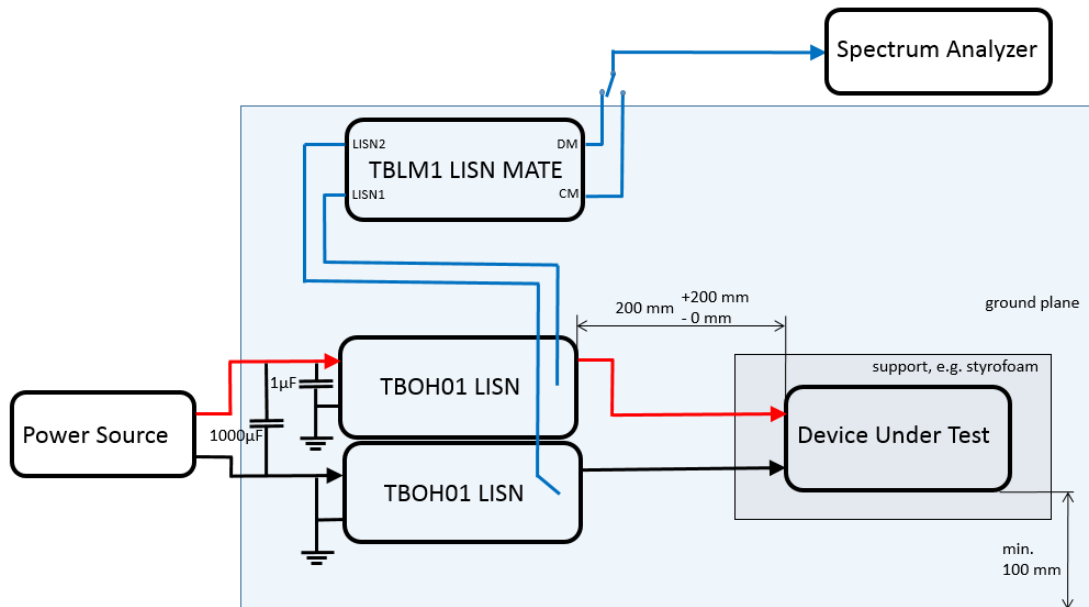 Spectrum Analyzer
LISN2
DM
TBLM1 LISN MATE
LISN1
CM
200 mm +200 mm
- 0 mm
ground plane
support, e.g. styrofoam
1µF
TBOH01 LISN
Power Source
1000µF
Device Under Test
TBOH01 LISN
min.
100 mm